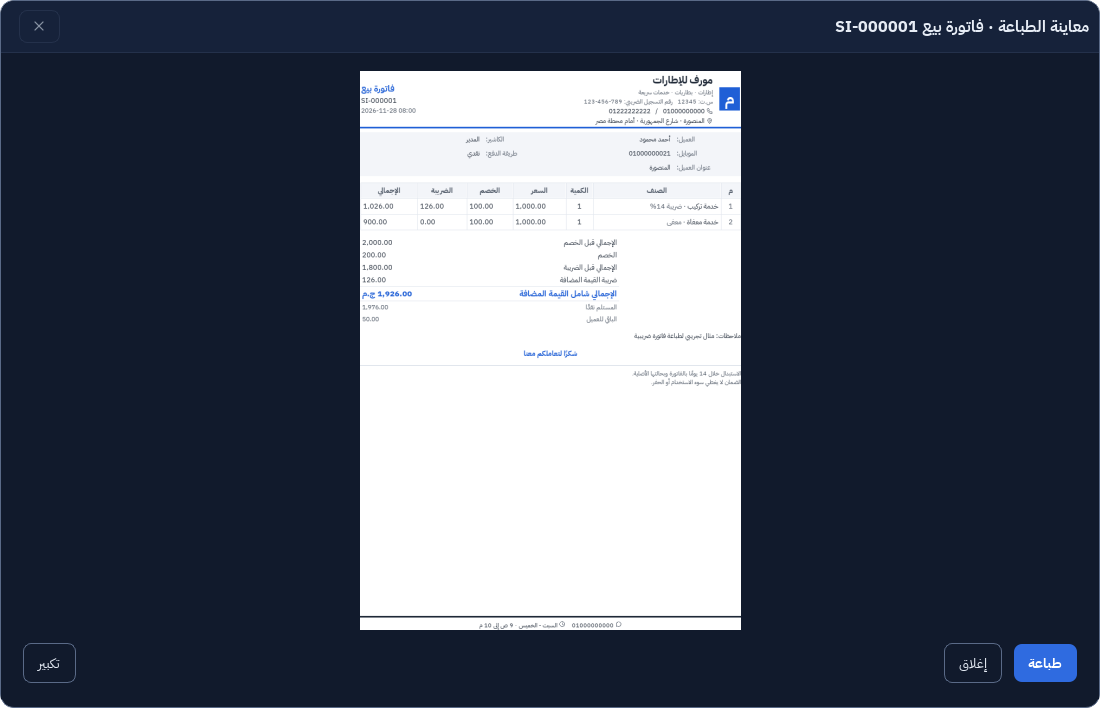 معاينة الطباعة · فاتورة بيع SI-000001
مورف للإطارات
م
إطارات · بطاريات · خدمات سريعة
س.ت: 12345 رقم التسجيل الضريبي: 789-456-123
01000000000 / 01222222222
المنصورة · شارع الجمهورية · أمام محطة مصر
فاتورة بيع
SI-000001
2026-11-28 08:00
العميل: أحمد محمود
الكاشير: المدير
الموبايل: 01000000021
طريقة الدفع: نقدي
عنوان العميل: المنصورة
م الصنف الكمية السعر الخصم الضريبة الإجمالي
1 خدمة تركيب · ضريبة 14% 1 1,000.00 100.00 126.00 1,026.00
2 خدمة معفاة · معفى 1 1,000.00 100.00 0.00 900.00
الإجمالي قبل الخصم 2,000.00
الخصم 200.00
الإجمالي قبل الضريبة 1,800.00
ضريبة القيمة المضافة 126.00
الإجمالي شامل القيمة المضافة 1,926.00 ج.م
المستلم نقدًا 1,976.00
الباقي للعميل 50.00
ملاحظات: مثال تجريبي لطباعة فاتورة ضريبية
شكرًا لتعاملكم معنا
الاستبدال خلال 14 يومًا بالفاتورة وبحالتها الأصلية.
الضمان لا يغطي سوء الاستخدام أو الحفر.
01000000000 السبت - الخميس · 9 ص إلى 10 م
طباعة
إغلاق
تكبير